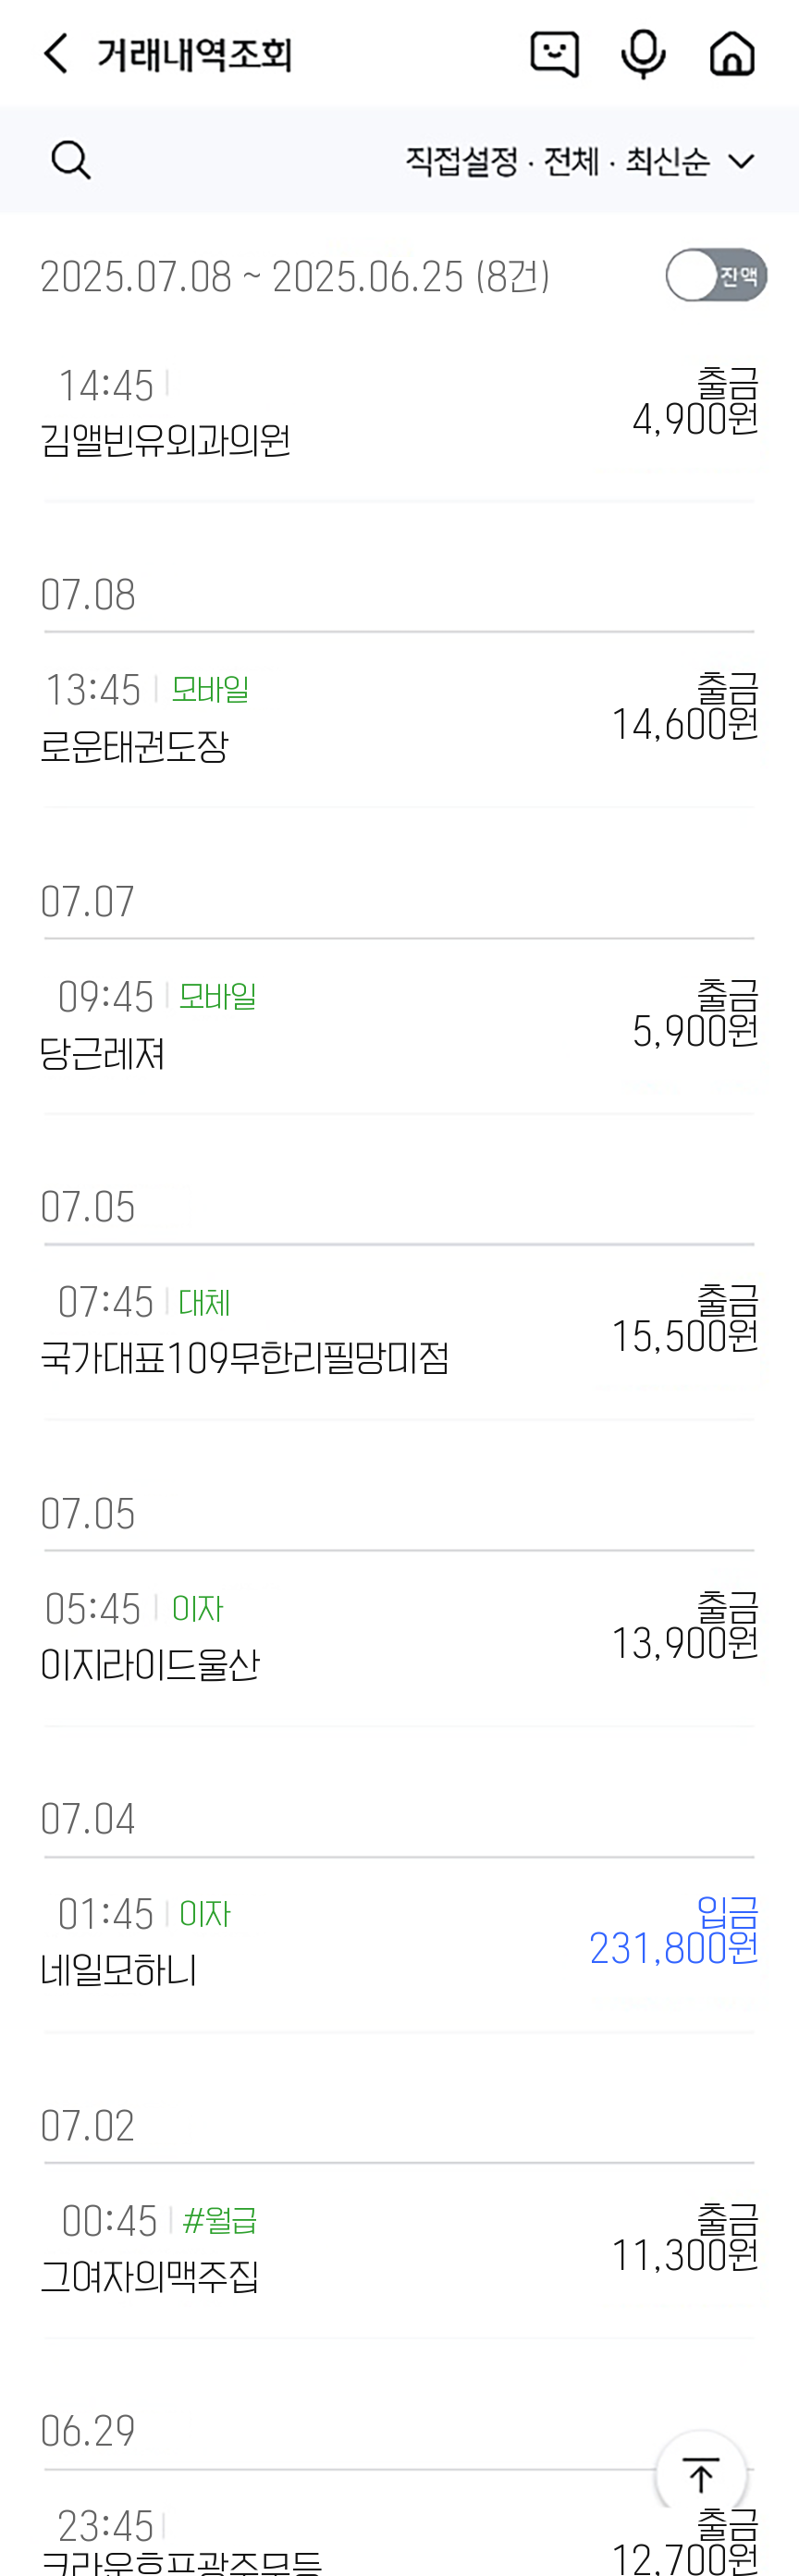 거래내역조회
직접설정 · 전체 · 최신순
2025.07.08 ~ 2025.06.25 (8건)
잔액
14:45
출금
김앨빈유외과의원
4,900원
07.08
13:45 모바일
출금
로운태권도장
14,600원
07.07
09:45 모바일
출금
당근레져
5,900원
07.05
07:45 대체
출금
국가대표109무한리필망미점
15,500원
07.05
05:45 이자
출금
이지라이드울산
13,900원
07.04
01:45 이자
입금
네일모하니
231,800원
07.02
00:45 #월급
출금
그여자의맥주집
11,300원
06.29
23:45
출금
크라운호프광주모등
12,700원